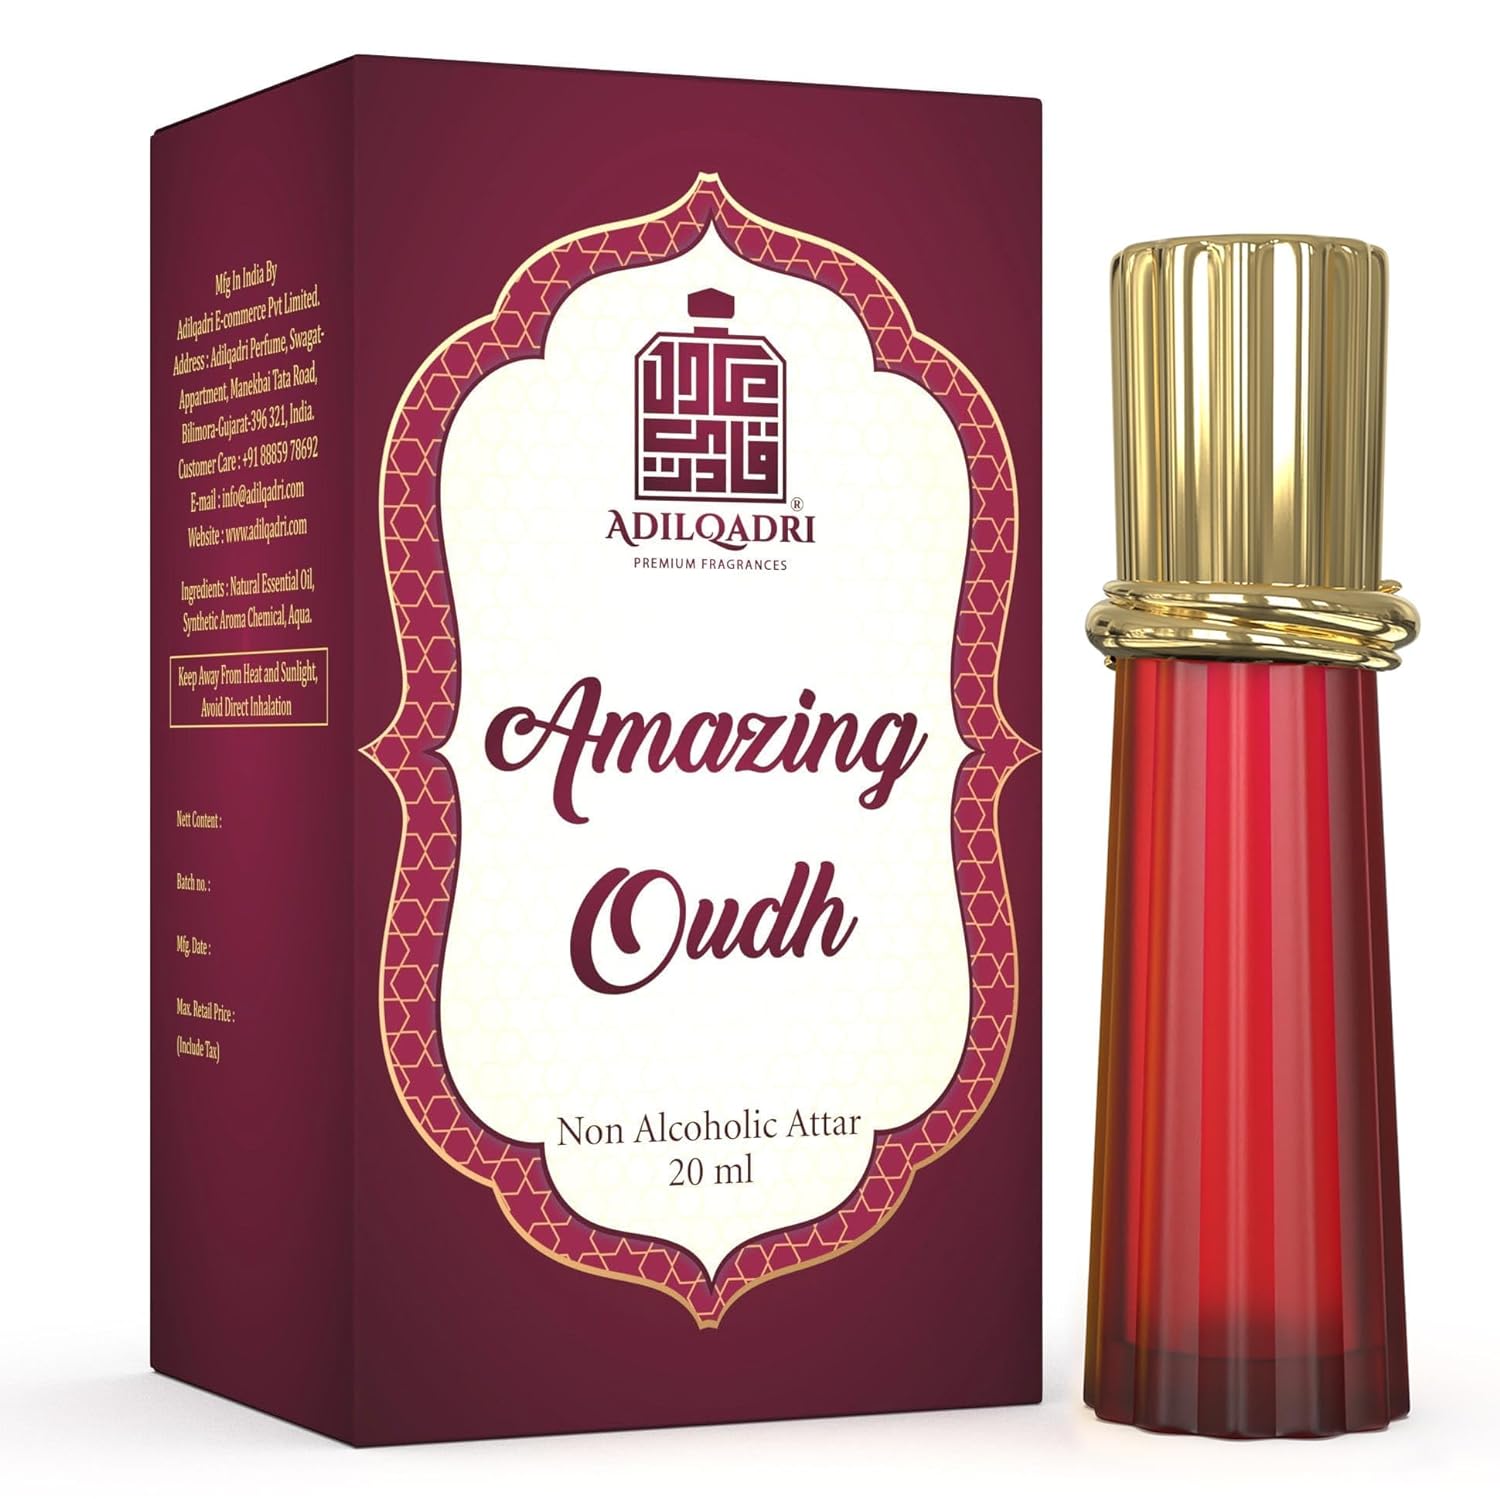 Mfg In India By
Adilqadri E-commerce Pvt Limited.
Address : Adilqadri Perfume, Swagat-
Appartment, Manekbai Tata Road,
Bilimora-Gujarat-396 321, India.
Customer Care : +91 88859 78692
E-mail : info@adilqadri.com
Website : www.adilqadri.com
Ingredients : Natural Essential Oil,
Synthetic Aroma Chemical, Aqua.
Keep Away From Heat and Sunlight,
Avoid Direct Inhalation
Nett Content :
Batch no. :
Mfg. Date :
Max. Retail Price :
(Include Tax)
عادل
قادری
ADILQADRI®
PREMIUM FRAGRANCES
Amazing
Oudh
Non Alcoholic Attar
20 ml